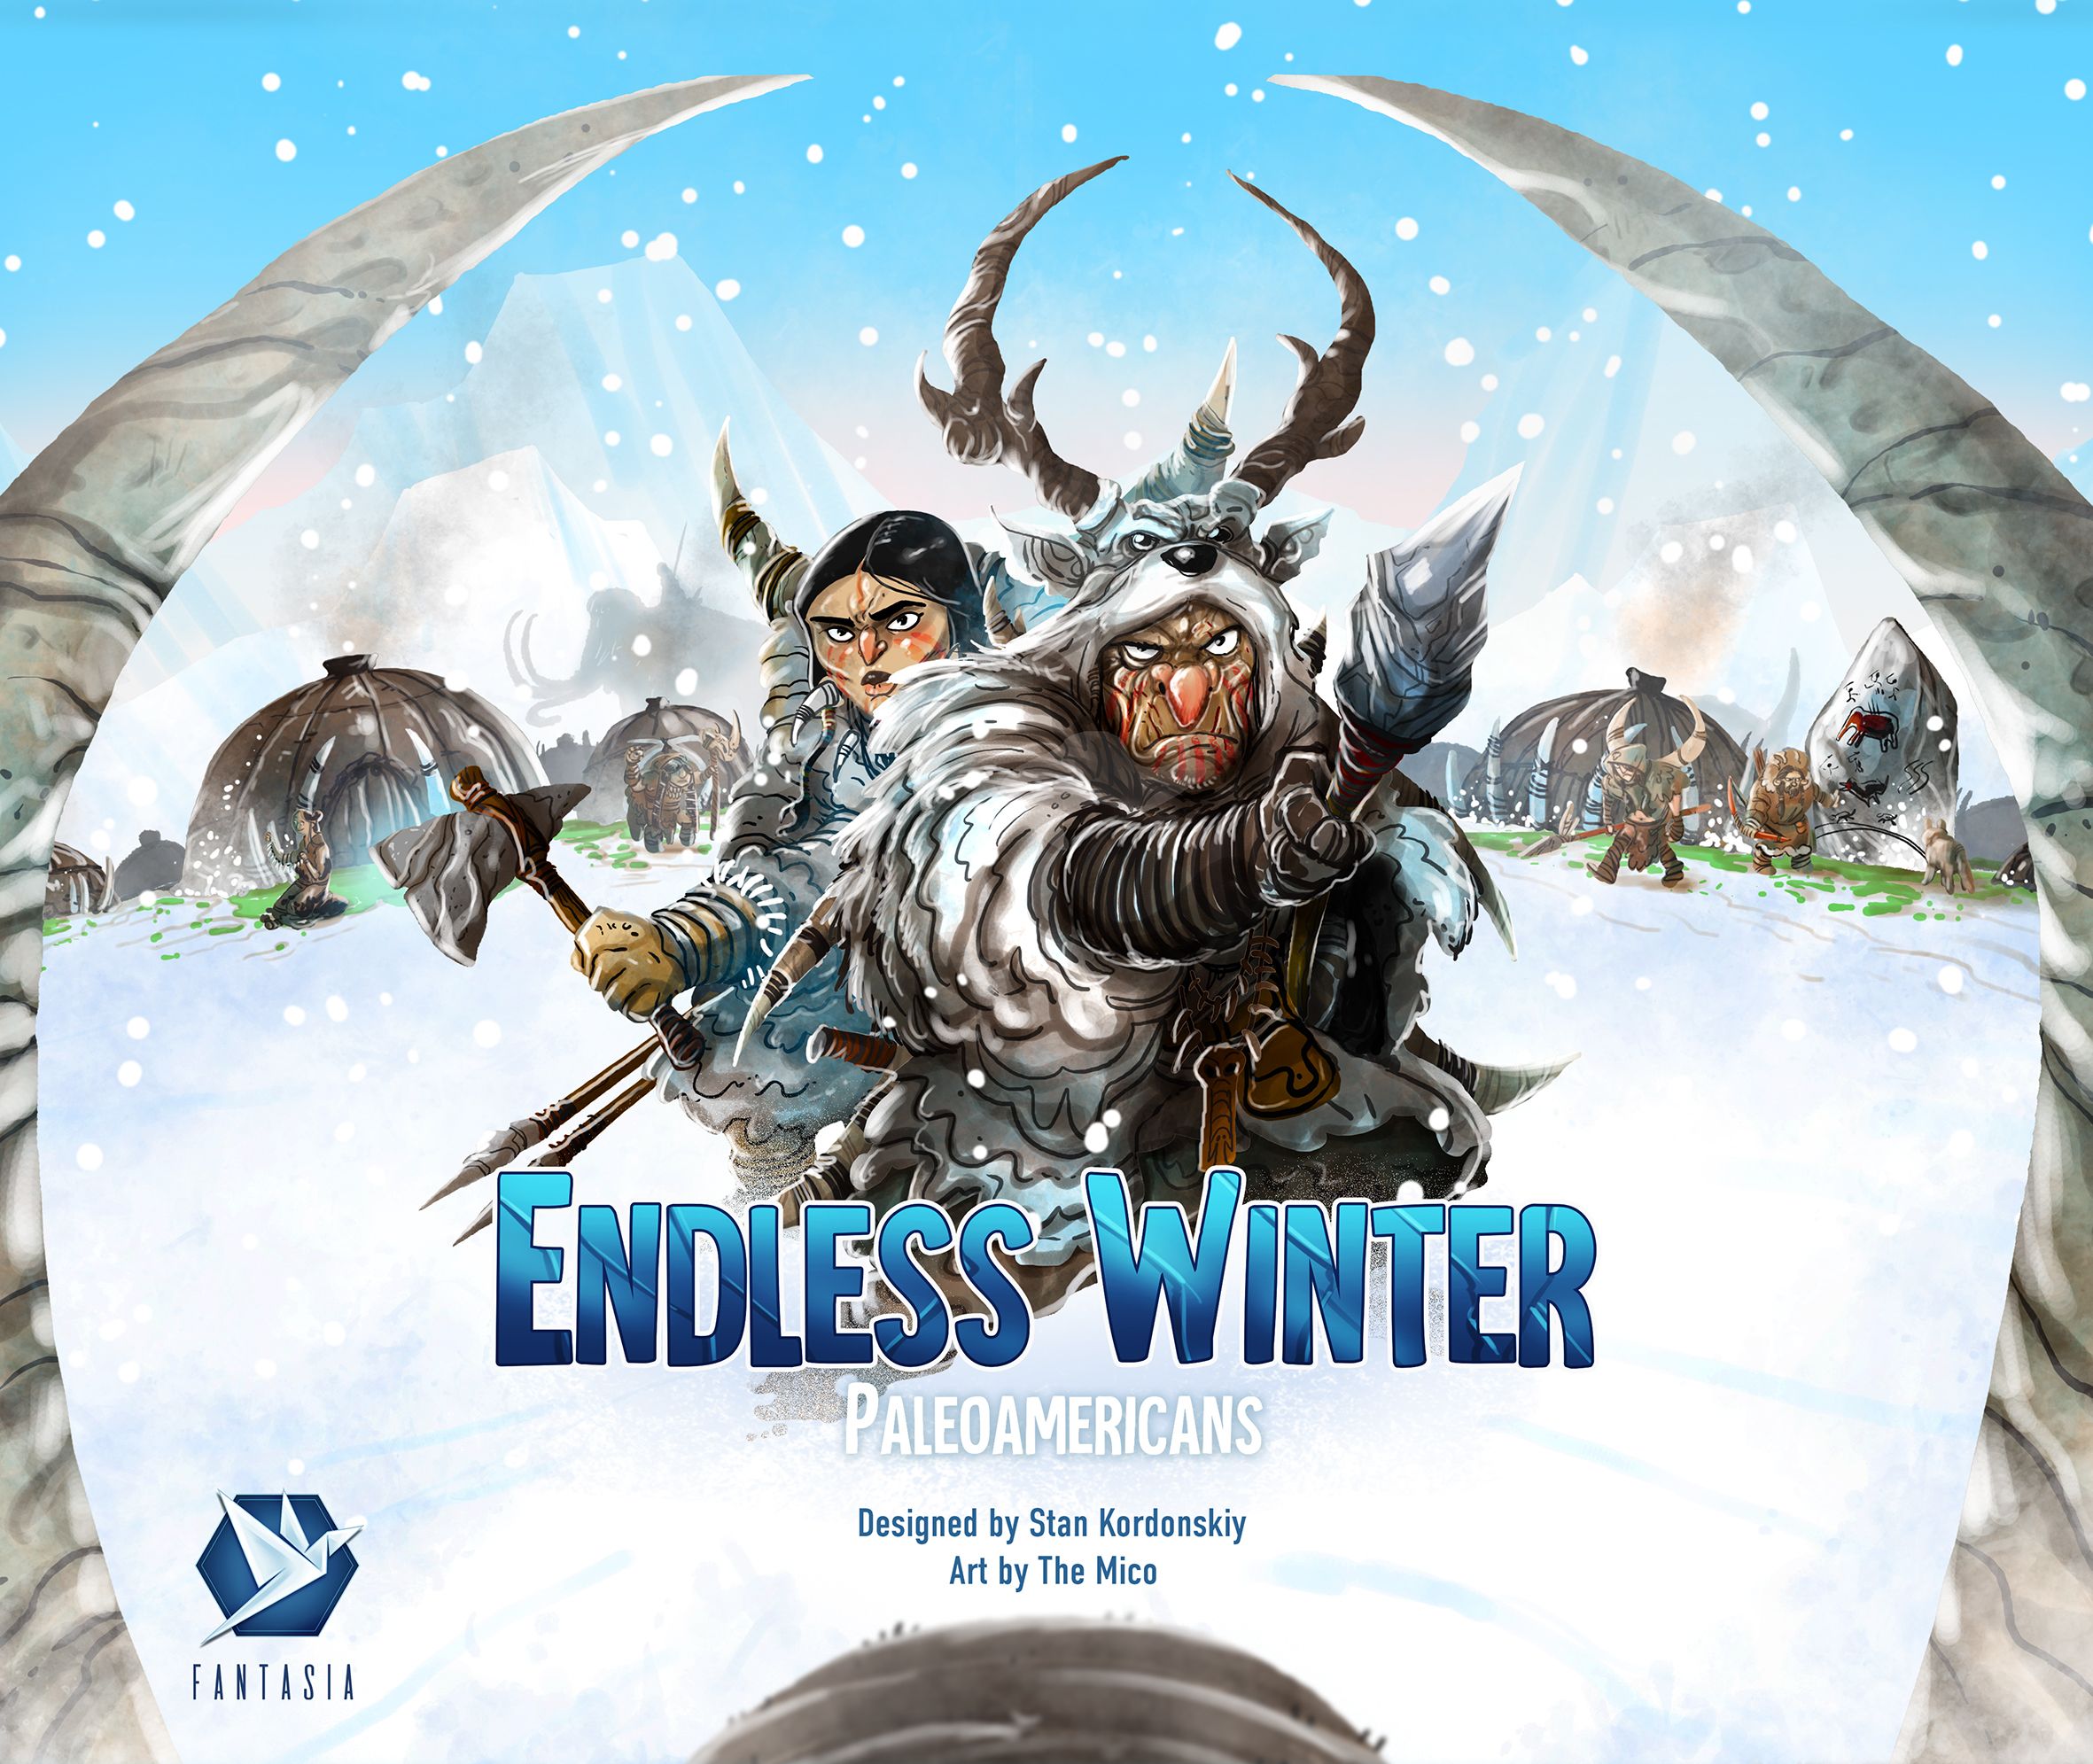 ENDLESS WINTER
PALEOAMERICANS
Designed by Stan Kordonskiy
Art by The Mico
FANTASIA